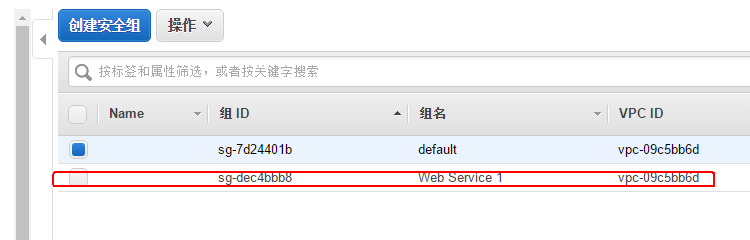 创建安全组 操作
按标签和属性筛选，或者按关键字搜索
Name 组 ID 组名 VPC ID
sg-7d24401b default vpc-09c5bb6d
sg-dec4bbb8 Web Service 1 vpc-09c5bb6d